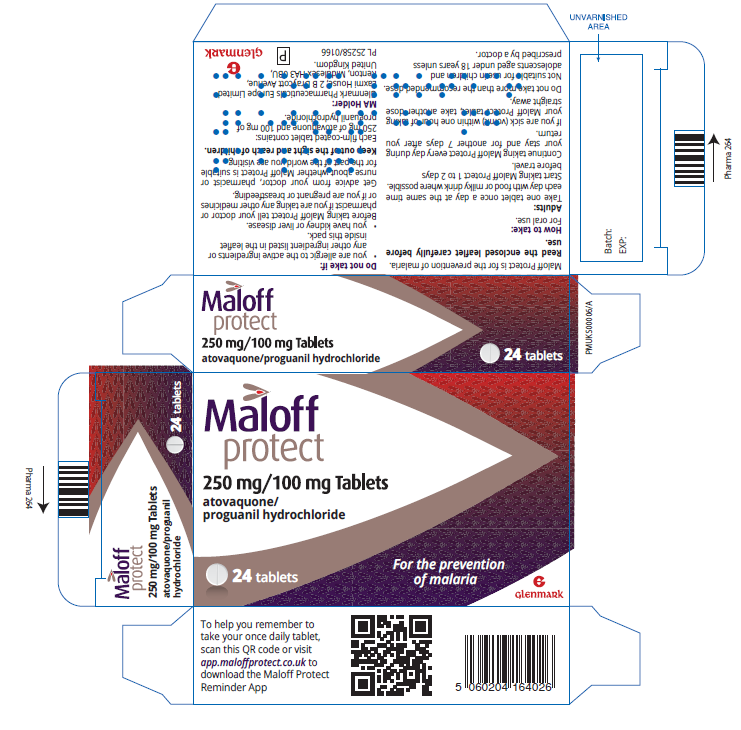 UNVARNISHED
AREA
Maloff Protect is for the prevention of malaria.
Read the enclosed leaflet carefully before
use.
How to take:
For oral use.
Adults:
Take one tablet once a day at the same time
each day with food or milky drink where possible.
Start taking Maloff Protect 1 to 2 days
before travel.
Continue taking Maloff Protect every day during
your stay and for another 7 days after you
return.
If you are sick (vomit) within one hour of taking
your Maloff Protect tablet, take another dose
straight away.
Do not take more than the recommended dose.
Not suitable for use in children and
adolescents aged under 18 years unless
prescribed by a doctor.
Do not take if:
• you are allergic to the active ingredients or
any other ingredient listed in the leaflet
inside this pack.
• you have kidney or liver disease.
Before taking Maloff Protect tell your doctor or
pharmacist if you are taking any other medicines
or if you are pregnant or breastfeeding.
Get advice from your doctor, pharmacist or
nurse about whether Maloff Protect is suitable
for the part of the world you are visiting.
Keep out of the sight and reach of children.
Each film-coated tablet contains:
250 mg of atovaquone and 100 mg of
proguanil hydrochloride.
MA Holder:
Glenmark Pharmaceuticals Europe Limited
Laxmi House, 2 B Draycott Avenue,
Kenton, Middlesex HA3 0BU,
United Kingdom.
PL 25258/0166
P
glenmark
Batch:
EXP:
Pharma 264
Maloff
protect
250 mg/100 mg Tablets
atovaquone/proguanil hydrochloride
24 tablets
PMUKS00006/A
Maloff
protect
250 mg/100 mg Tablets
atovaquone/proguanil
hydrochloride
24 tablets
Pharma 264
Maloff
protect
250 mg/100 mg Tablets
atovaquone/
proguanil hydrochloride
24 tablets
For the prevention
of malaria
glenmark
To help you remember to
take your once daily tablet,
scan this QR code or visit
app.maloffprotect.co.uk to
download the Maloff Protect
Reminder App
5 060204 164026